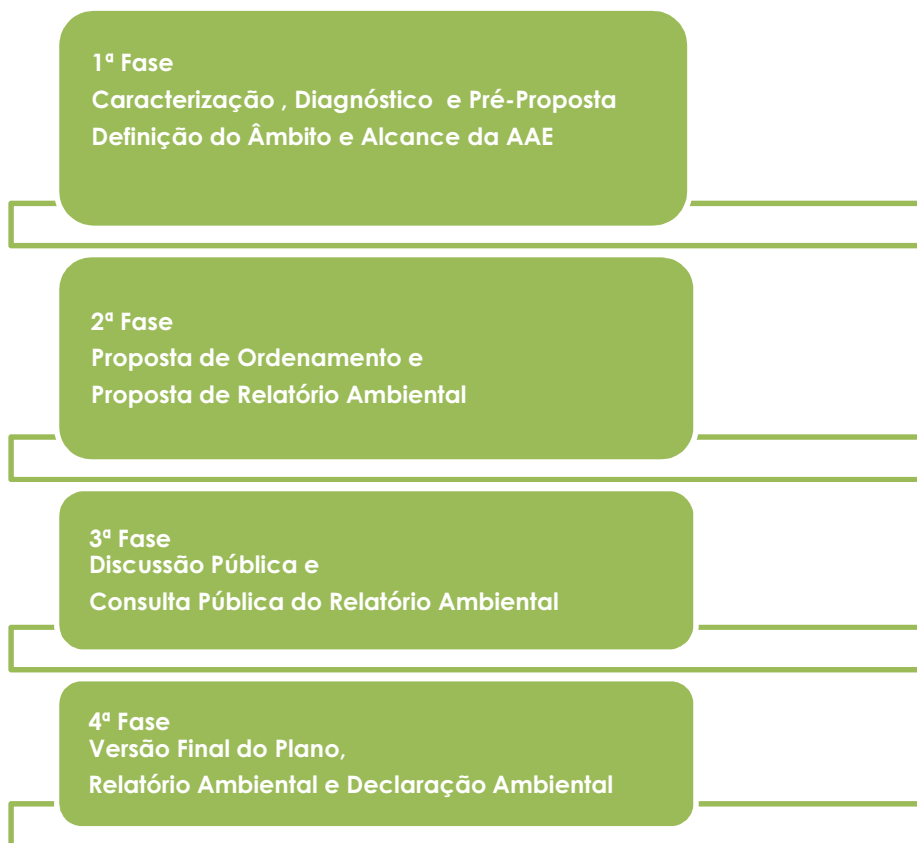 1ª Fase
Caracterização , Diagnóstico e Pré-Proposta
Definição do Âmbito e Alcance da AAE
2ª Fase
Proposta de Ordenamento e
Proposta de Relatório Ambiental
3ª Fase
Discussão Pública e
Consulta Pública do Relatório Ambiental
4ª Fase
Versão Final do Plano,
Relatório Ambiental e Declaração Ambiental